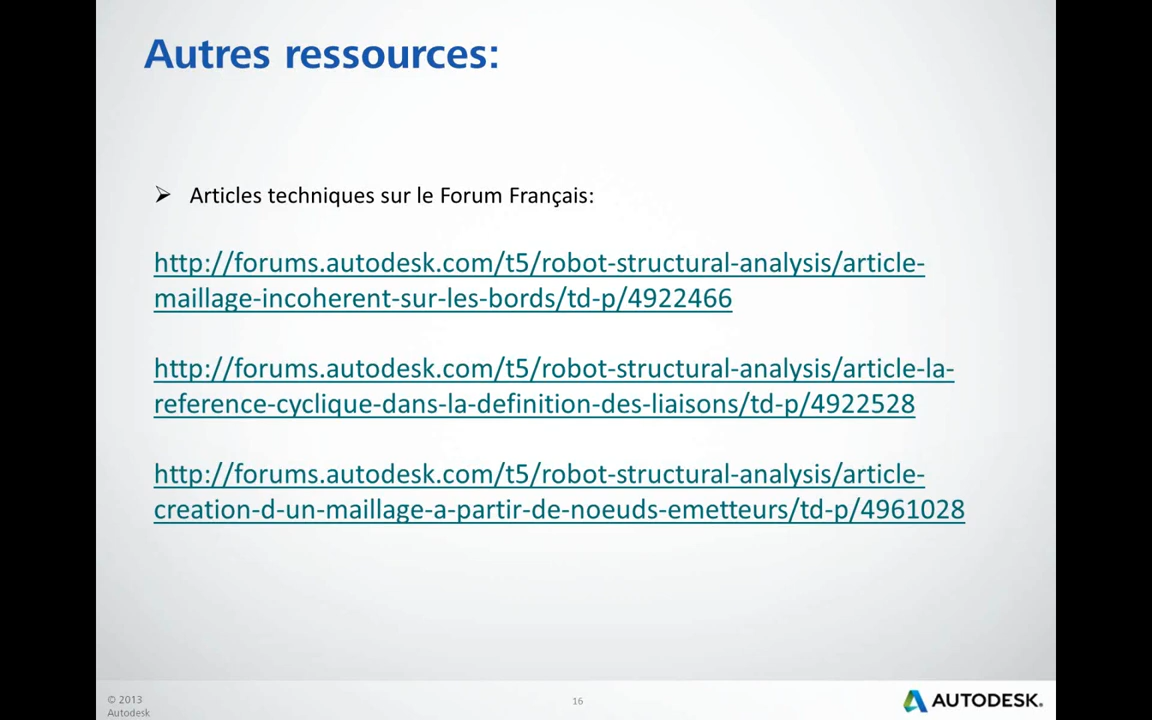 Autres ressources:
➢ Articles techniques sur le Forum Français:
http://forums.autodesk.com/t5/robot-structural-analysis/article-
maillage-incoherent-sur-les-bords/td-p/4922466
http://forums.autodesk.com/t5/robot-structural-analysis/article-la-
reference-cyclique-dans-la-definition-des-liaisons/td-p/4922528
http://forums.autodesk.com/t5/robot-structural-analysis/article-
creation-d-un-maillage-a-partir-de-noeuds-emetteurs/td-p/4961028
© 2013
Autodesk
16
AUTODESK.